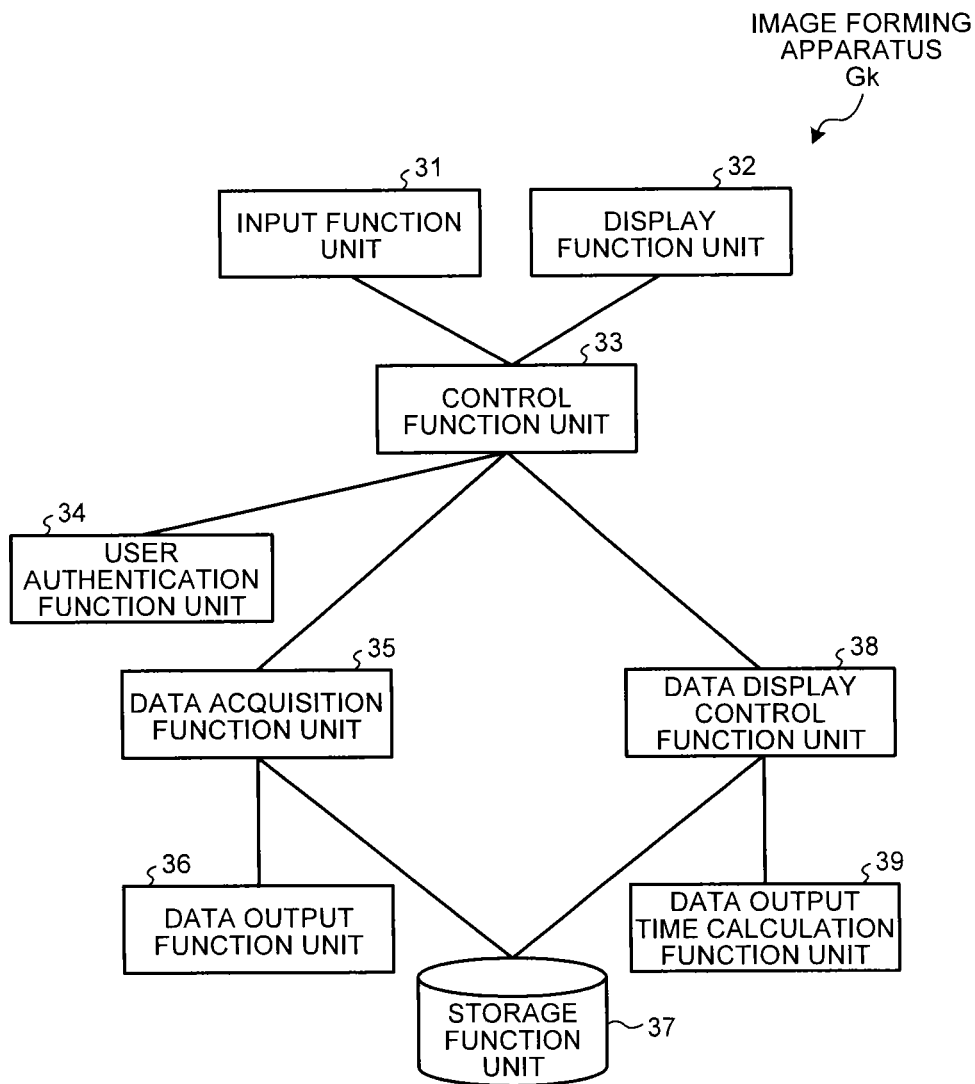 IMAGE FORMING
APPARATUS
Gk
31
INPUT FUNCTION
UNIT
32
DISPLAY
FUNCTION UNIT
33
CONTROL
FUNCTION UNIT
34
USER
AUTHENTICATION
FUNCTION UNIT
35
DATA ACQUISITION
FUNCTION UNIT
38
DATA DISPLAY
CONTROL
FUNCTION UNIT
36
DATA OUTPUT
FUNCTION UNIT
39
DATA OUTPUT
TIME CALCULATION
FUNCTION UNIT
STORAGE
FUNCTION
UNIT
37